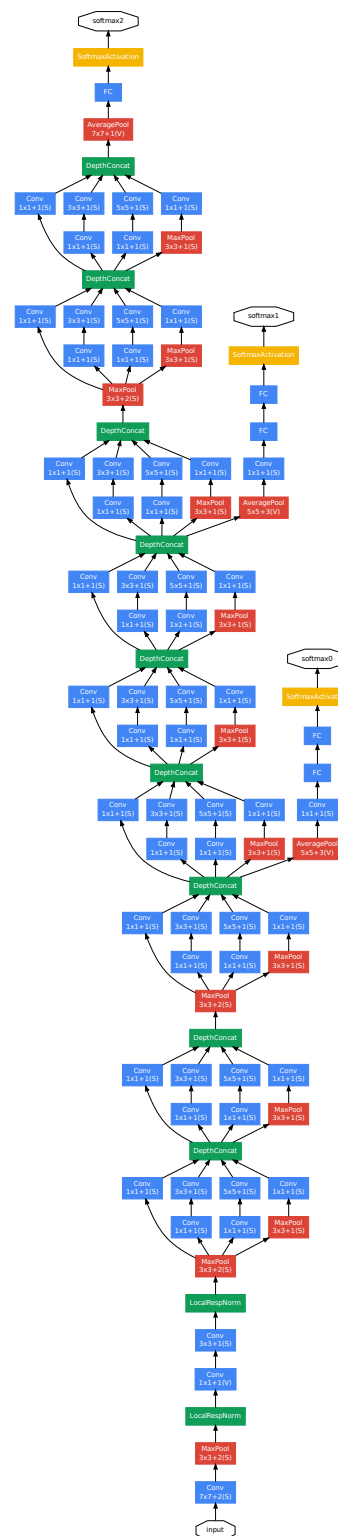 softmax2
SoftmaxActivation
FC
AveragePool
7x7+1(V)
DepthConcat
Conv Conv Conv Conv
1x1+1(S) 3x3+1(S) 5x5+1(S) 1x1+1(S)
Conv Conv MaxPool
1x1+1(S) 1x1+1(S) 3x3+1(S)
DepthConcat
Conv Conv Conv Conv
1x1+1(S) 3x3+1(S) 5x5+1(S) 1x1+1(S)
softmax1
Conv Conv MaxPool
1x1+1(S) 1x1+1(S) 3x3+1(S)
SoftmaxActivation
MaxPool
3x3+2(S)
FC
DepthConcat
FC
Conv Conv Conv Conv Conv
1x1+1(S) 3x3+1(S) 5x5+1(S) 1x1+1(S) 1x1+1(S)
Conv Conv MaxPool AveragePool
1x1+1(S) 1x1+1(S) 3x3+1(S) 5x5+3(V)
DepthConcat
Conv Conv Conv Conv
1x1+1(S) 3x3+1(S) 5x5+1(S) 1x1+1(S)
Conv Conv MaxPool
1x1+1(S) 1x1+1(S) 3x3+1(S)
DepthConcat
softmax0
Conv Conv Conv Conv
1x1+1(S) 3x3+1(S) 5x5+1(S) 1x1+1(S)
SoftmaxActivat
Conv Conv MaxPool
1x1+1(S) 1x1+1(S) 3x3+1(S)
FC
DepthConcat
FC
Conv Conv Conv Conv Conv
1x1+1(S) 3x3+1(S) 5x5+1(S) 1x1+1(S) 1x1+1(S)
Conv Conv MaxPool AveragePool
1x1+1(S) 1x1+1(S) 3x3+1(S) 5x5+3(V)
DepthConcat
Conv Conv Conv Conv
1x1+1(S) 3x3+1(S) 5x5+1(S) 1x1+1(S)
Conv Conv MaxPool
1x1+1(S) 1x1+1(S) 3x3+1(S)
MaxPool
3x3+2(S)
DepthConcat
Conv Conv Conv Conv
1x1+1(S) 3x3+1(S) 5x5+1(S) 1x1+1(S)
Conv Conv MaxPool
1x1+1(S) 1x1+1(S) 3x3+1(S)
DepthConcat
Conv Conv Conv Conv
1x1+1(S) 3x3+1(S) 5x5+1(S) 1x1+1(S)
Conv Conv MaxPool
1x1+1(S) 1x1+1(S) 3x3+1(S)
MaxPool
3x3+2(S)
LocalRespNorm
Conv
3x3+1(S)
Conv
1x1+1(V)
LocalRespNorm
MaxPool
3x3+2(S)
Conv
7x7+2(S)
input